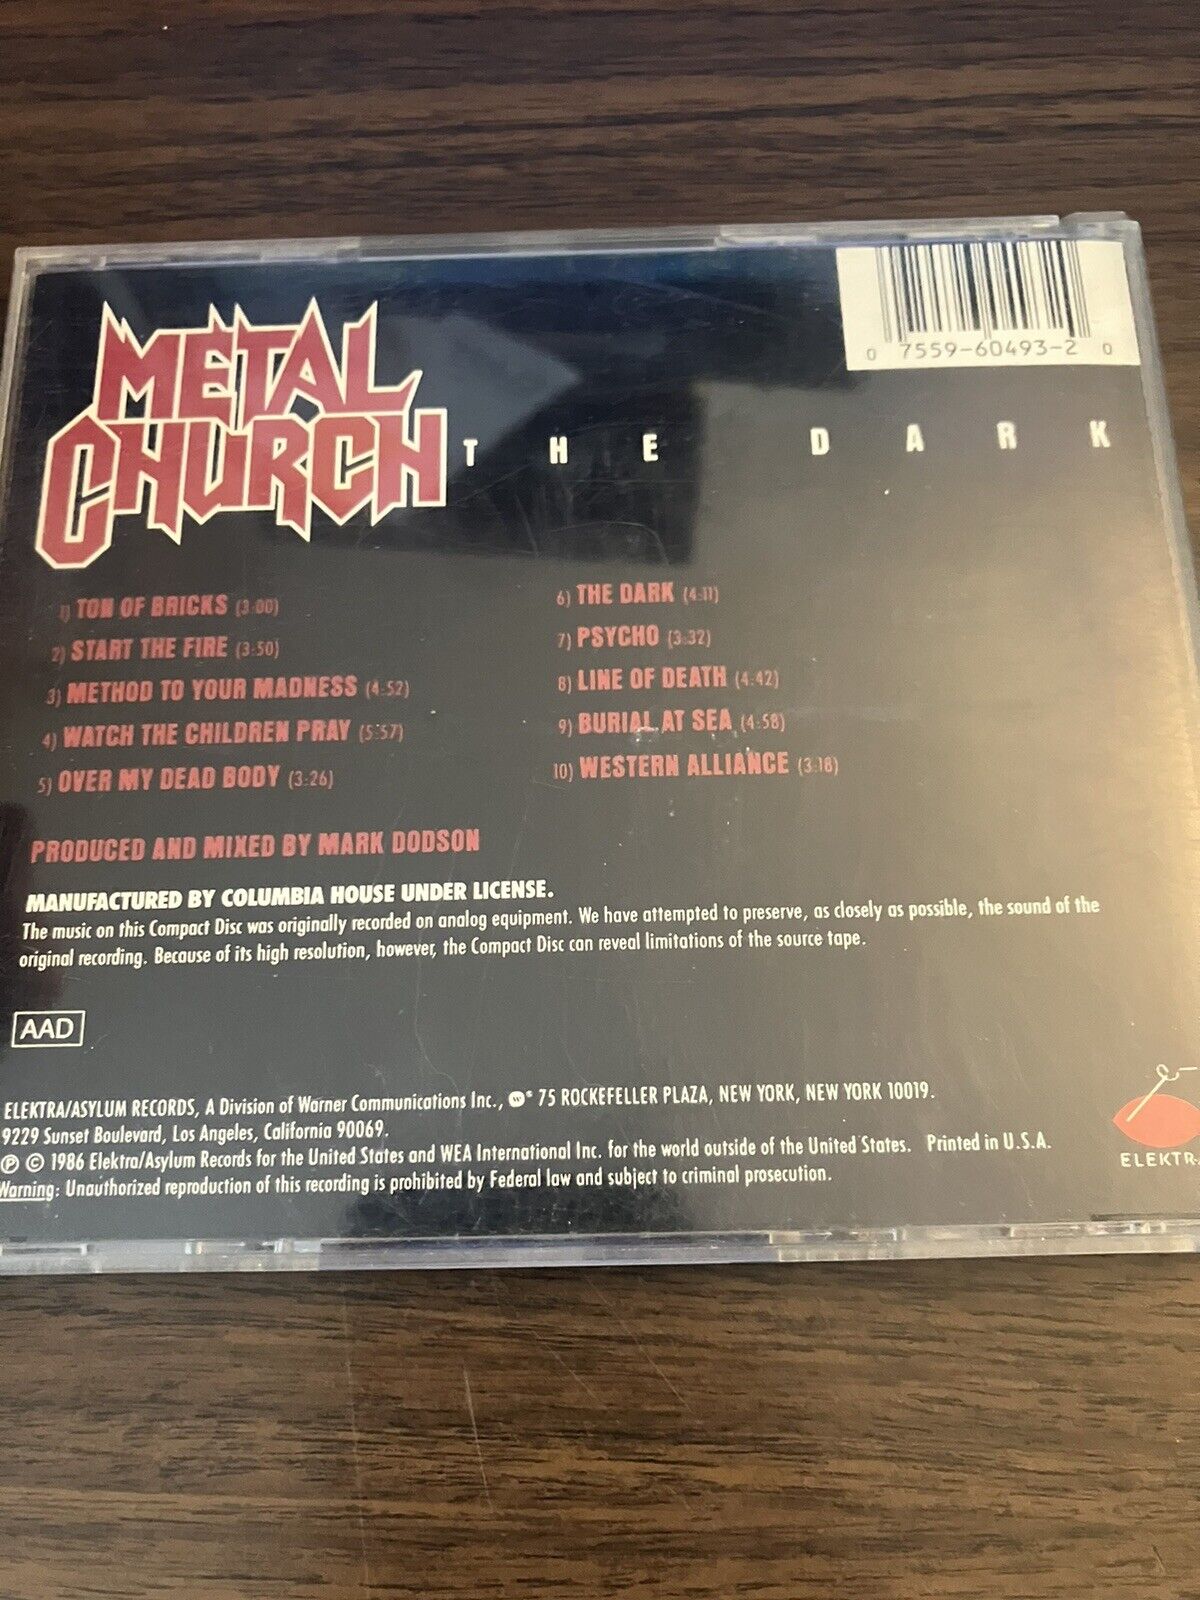 METAL
CHURCH
THE DARK
0 7559-60493-2 0
1) TON OF BRICKS (3:00)
2) START THE FIRE (3:50)
3) METHOD TO YOUR MADNESS (4:52)
4) WATCH THE CHILDREN PRAY (5:57)
5) OVER MY DEAD BODY (3:26)
6) THE DARK (4:11)
7) PSYCHO (3:32)
8) LINE OF DEATH (4:42)
9) BURIAL AT SEA (4:58)
10) WESTERN ALLIANCE (3:18)
PRODUCED AND MIXED BY MARK DODSON
MANUFACTURED BY COLUMBIA HOUSE UNDER LICENSE.
The music on this Compact Disc was originally recorded on analog equipment. We have attempted to preserve, as closely as possible, the sound of the
original recording. Because of its high resolution, however, the Compact Disc can reveal limitations of the source tape.
AAD
ELEKTRA/ASYLUM RECORDS, A Division of Warner Communications Inc., ® 75 ROCKEFELLER PLAZA, NEW YORK, NEW YORK 10019.
9229 Sunset Boulevard, Los Angeles, California 90069.
℗ © 1986 Elektra/Asylum Records for the United States and WEA International Inc. for the world outside of the United States. Printed in U.S.A.
Warning: Unauthorized reproduction of this recording is prohibited by Federal law and subject to criminal prosecution.
ELEKTR